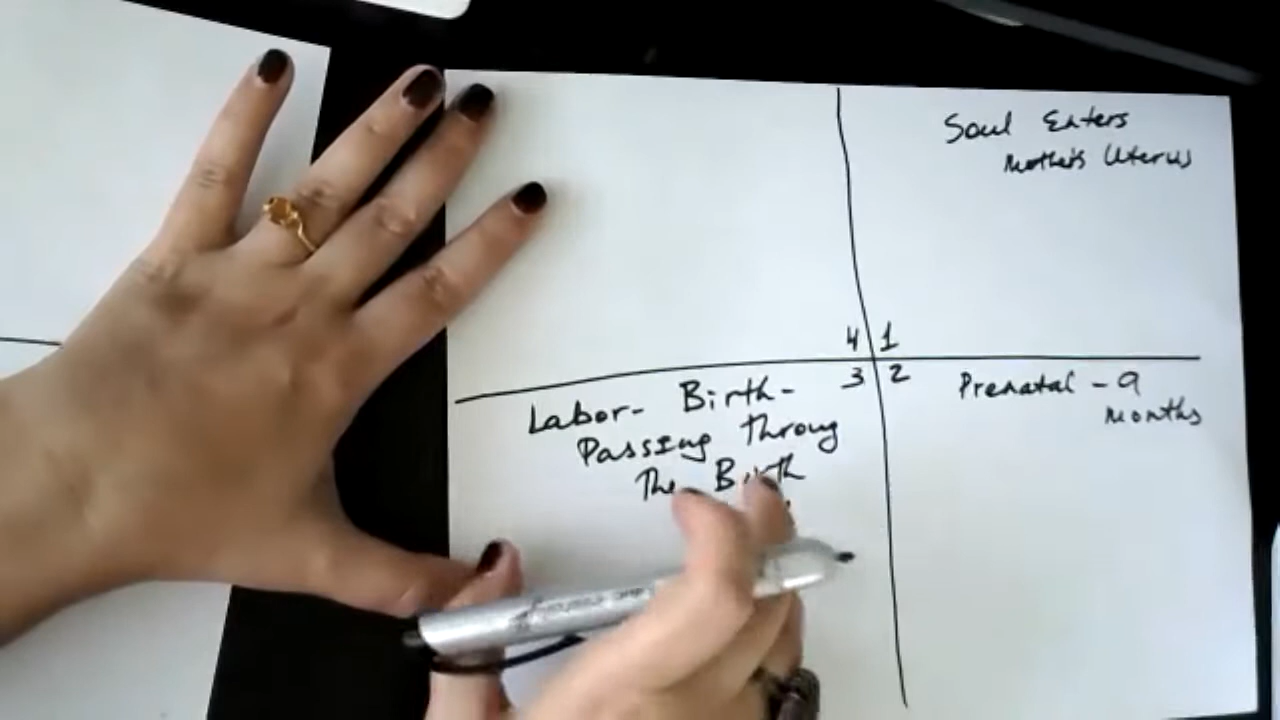 Soul Enters
Mother's Uterus
4 1
3 2
Prenatal - 9
Months
Labor- Birth-
Passing Throug
The Birth